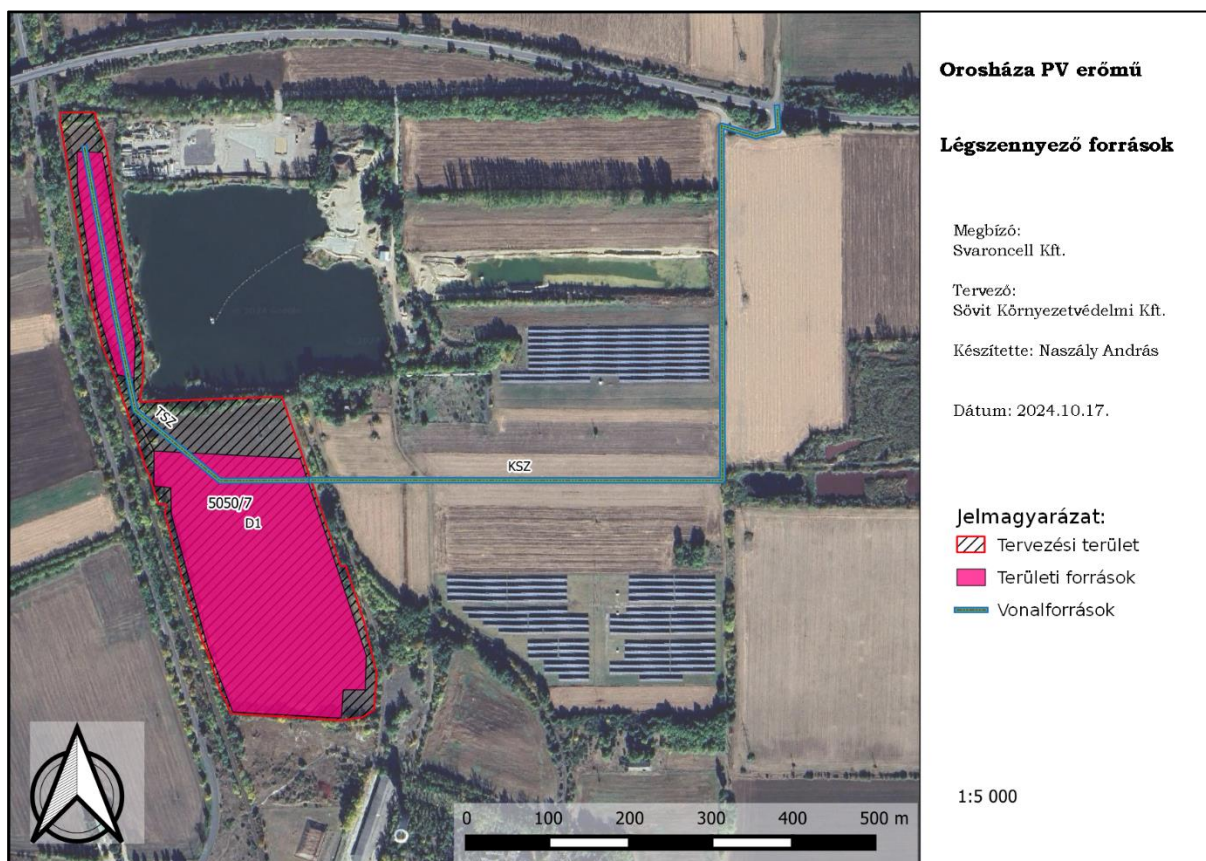 Orosháza PV erőmű
Légszennyező források
Megbízó:
Svaroncell Kft.
Tervező:
Sövit Környezetvédelmi Kft.
Készítette: Naszály András
Dátum: 2024.10.17.
Jelmagyarázat:
Tervezési terület
Területi források
Vonalforrások
1:5 000
TSZ
KSZ
5050/7
D1
0 100 200 300 400 500 m